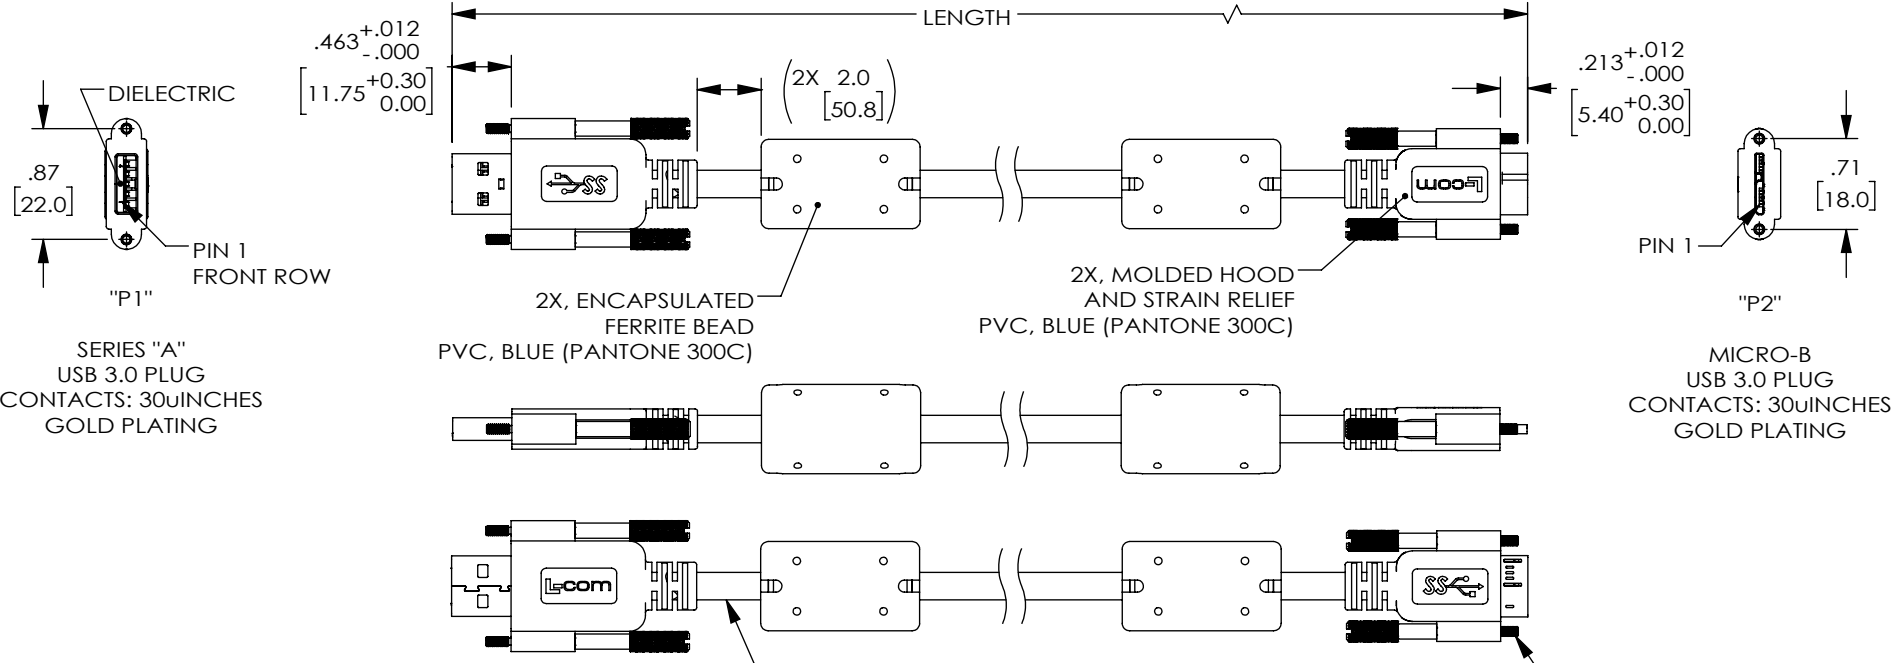 LENGTH
.463 +.012 -.000
[11.75 +0.30 0.00]
(2X 2.0 [50.8])
.213 +.012 -.000
[5.40 +0.30 0.00]
DIELECTRIC
.87
[22.0]
PIN 1
FRONT ROW
"P1"
SERIES "A"
USB 3.0 PLUG
CONTACTS: 30uINCHES
GOLD PLATING
SS
L-com
2X, ENCAPSULATED
FERRITE BEAD
PVC, BLUE (PANTONE 300C)
2X, MOLDED HOOD
AND STRAIN RELIEF
PVC, BLUE (PANTONE 300C)
.71
[18.0]
PIN 1
"P2"
MICRO-B
USB 3.0 PLUG
CONTACTS: 30uINCHES
GOLD PLATING
L-com
SS